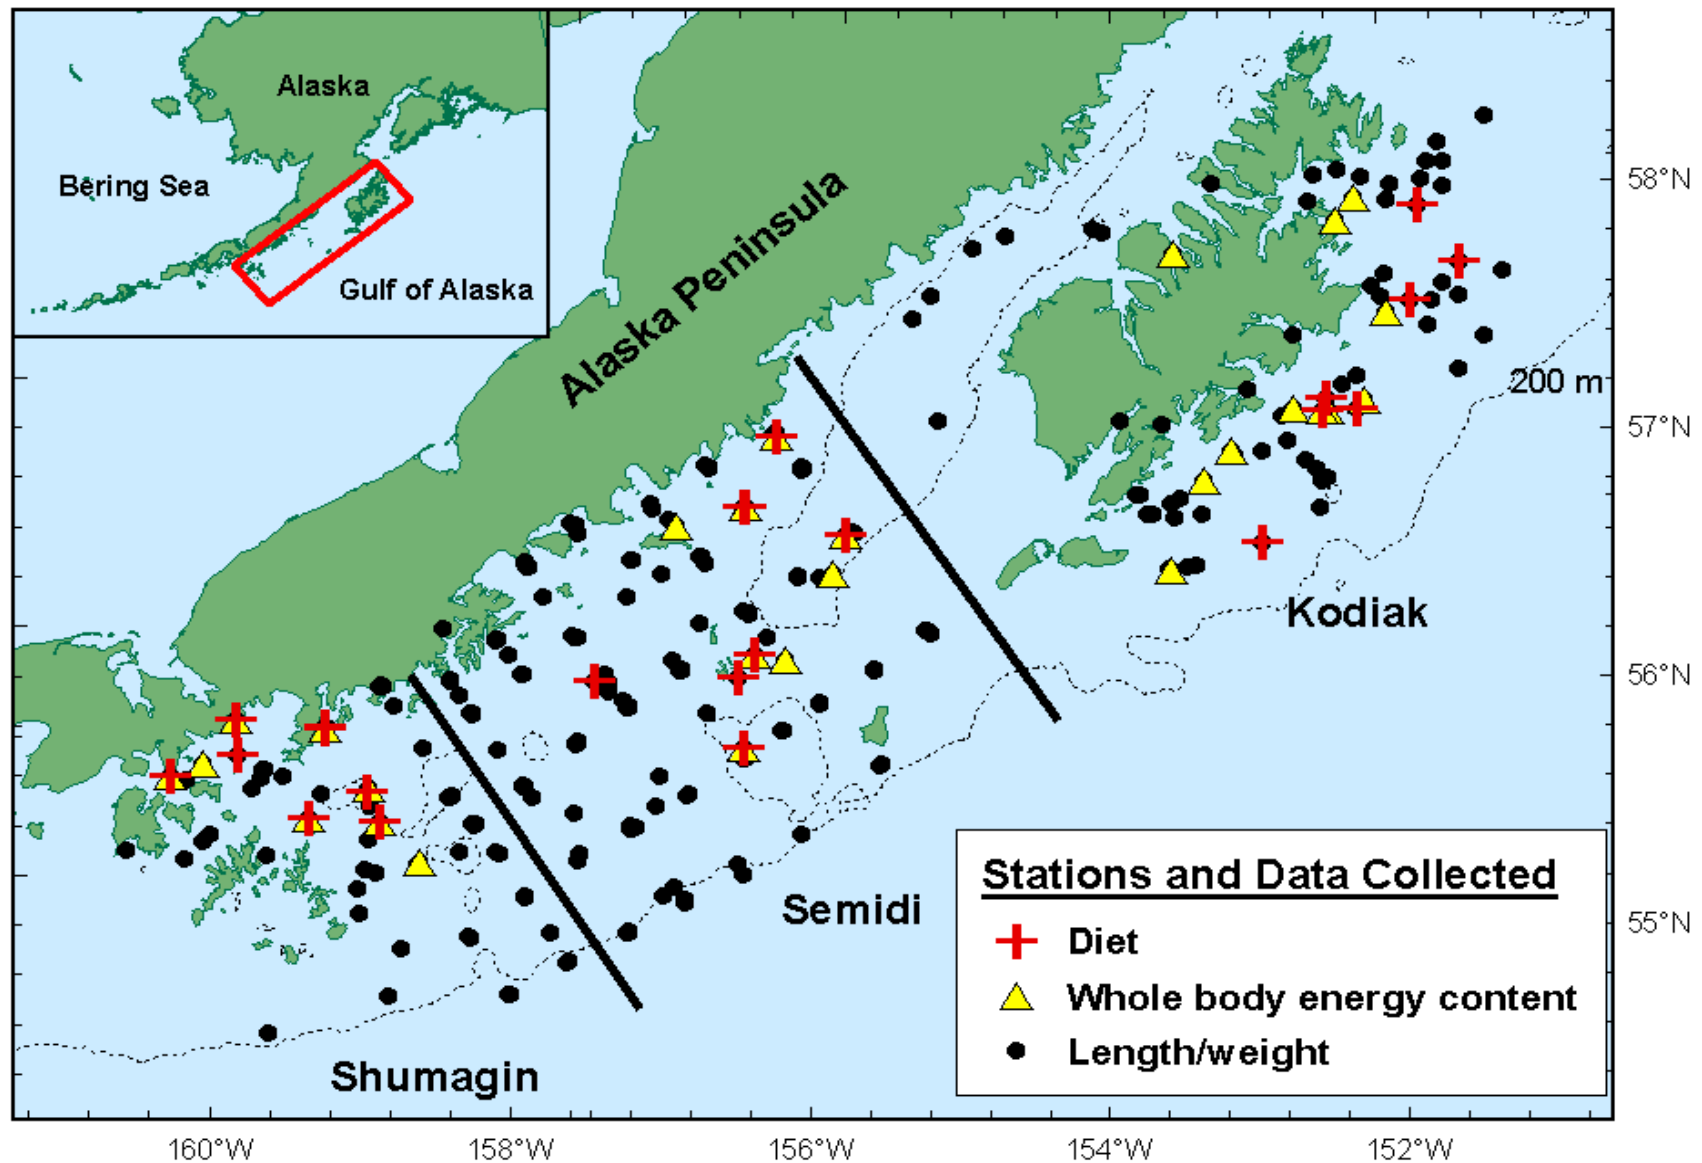 Alaska
Bering Sea
Gulf of Alaska
Alaska Peninsula
58°N
200 m
57°N
Kodiak
56°N
Semidi
55°N
Shumagin
Stations and Data Collected
Diet
Whole body energy content
Length/weight
160°W
158°W
156°W
154°W
152°W